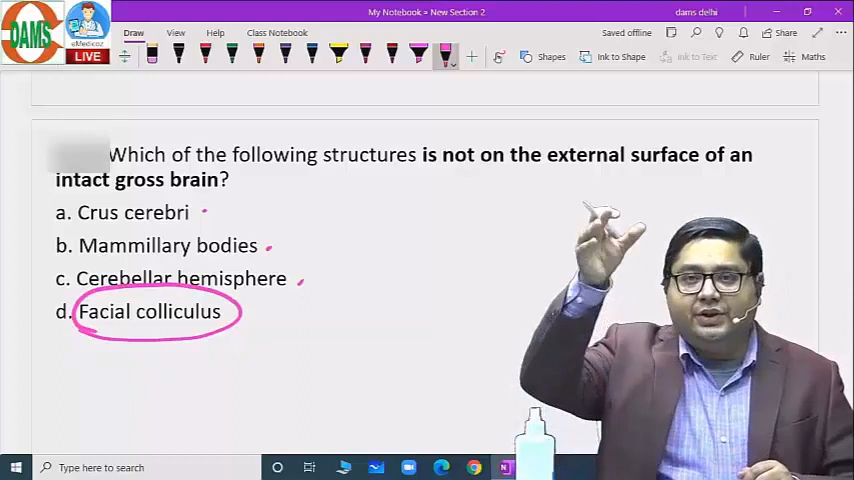 My Notebook » New Section 2
dams delhi
DAMS
eMedicoz
LIVE
Draw
View
Help
Class Notebook
Saved offline
Share
Shapes
Ink to Shape
Ink to Text
Ruler
Maths
Which of the following structures is not on the external surface of an
intact gross brain?
a. Crus cerebri
b. Mammillary bodies
c. Cerebellar hemisphere
d. Facial colliculus
Type here to search